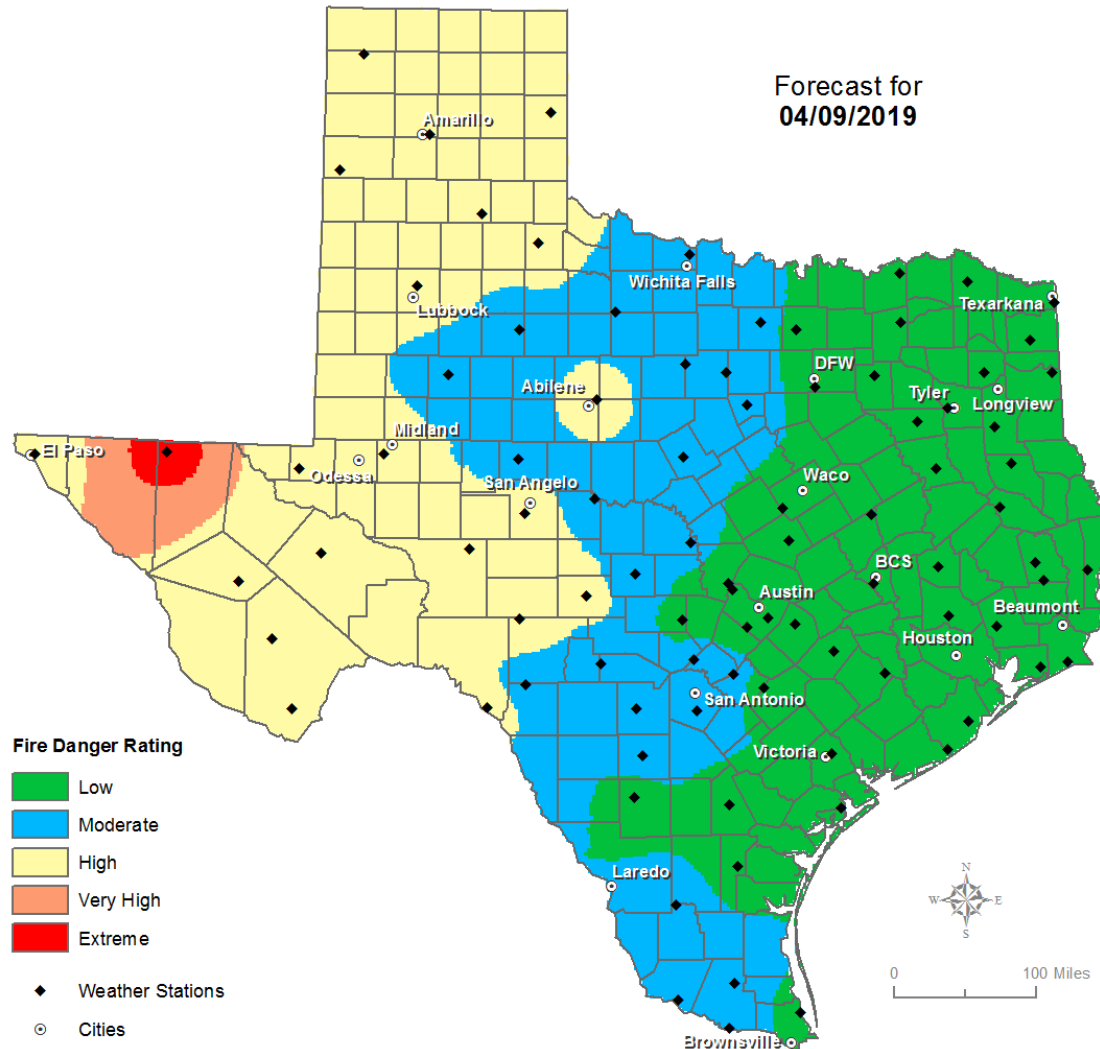 Forecast for
04/09/2019
Amarillo
Wichita Falls
Lubbock
Texarkana
DFW
Abilene
Tyler
Longview
Midland
El Paso
Odessa
San Angelo
Waco
BCS
Austin
Beaumont
Houston
San Antonio
Victoria
Laredo
Brownsville
Fire Danger Rating
Low
Moderate
High
Very High
Extreme
Weather Stations
Cities
N
W E
S
0 100 Miles